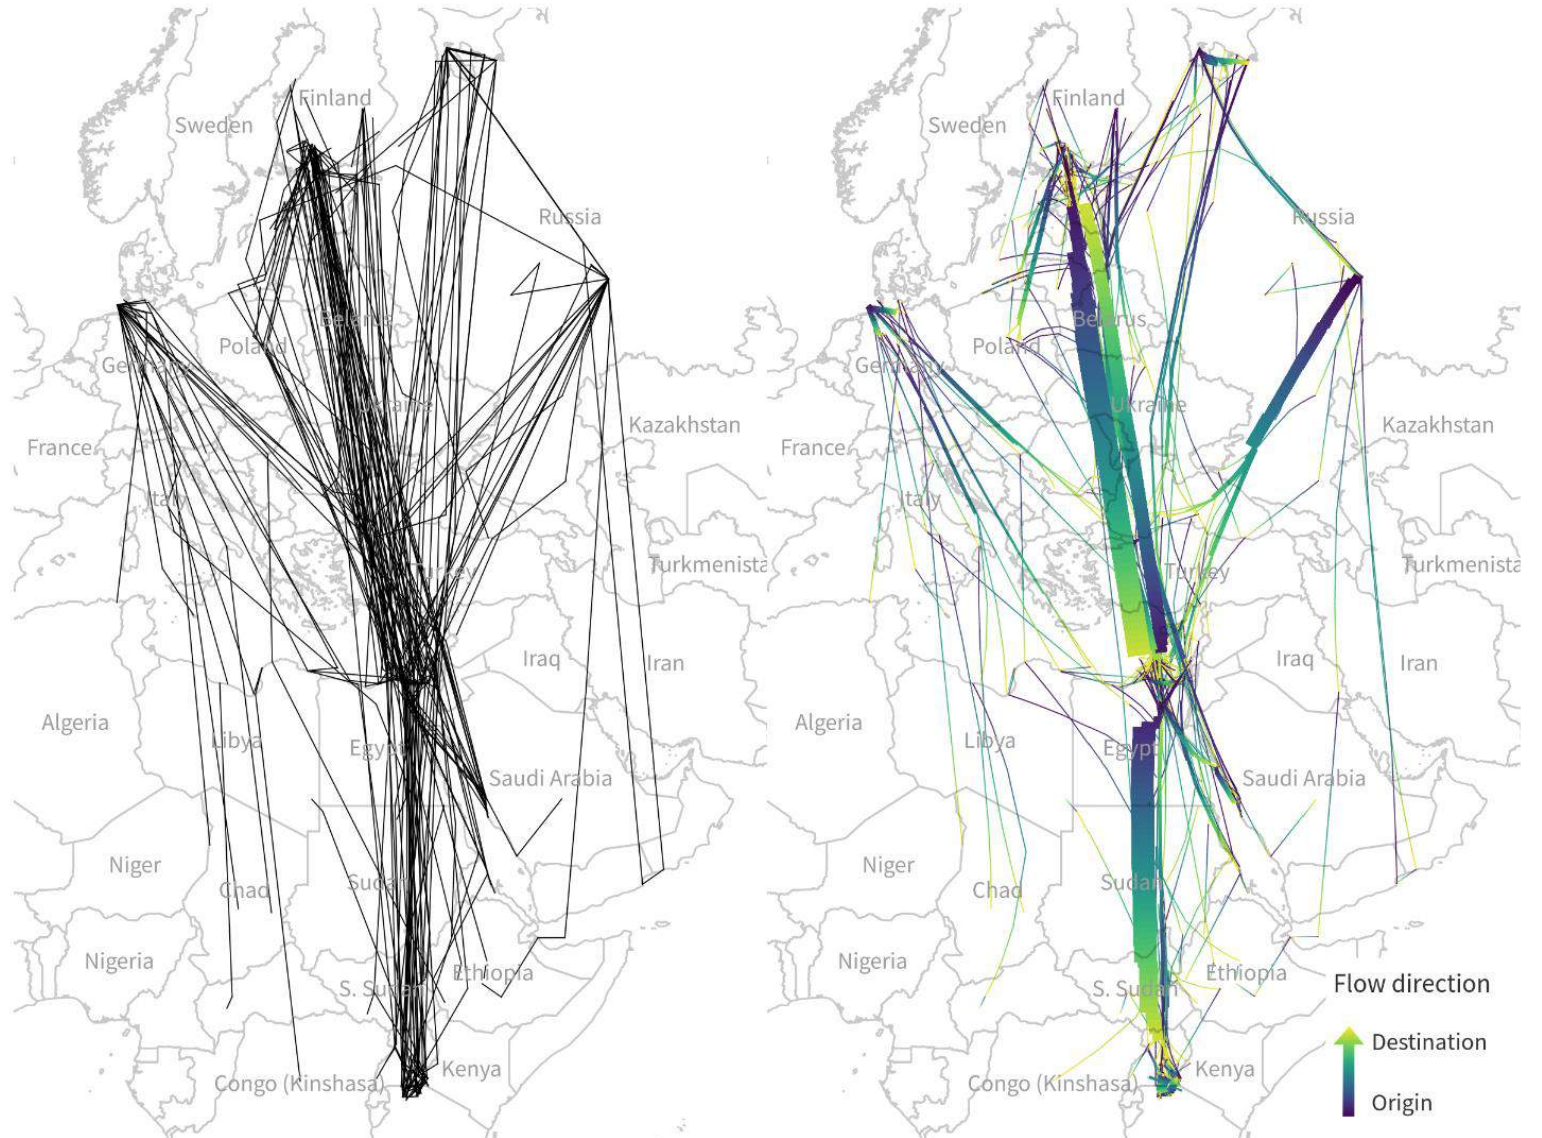 Finland
Sweden
Russia
Belarus
Poland
Germany
Ukraine
Kazakhstan
France
Italy
Turkey
Turkmenista
Iraq
Iran
Algeria
Libya
Egypt
Saudi Arabia
Niger
Chad
Sudan
Nigeria
Ethiopia
S. Sudan
Kenya
Congo (Kinshasa)
Finland
Sweden
Russia
Belarus
Poland
Germany
Ukraine
Kazakhstan
France
Italy
Turkey
Turkmenista
Iraq
Iran
Algeria
Libya
Egypt
Saudi Arabia
Niger
Chad
Sudan
Nigeria
Ethiopia
S. Sudan
Kenya
Congo (Kinshasa)
Flow direction
Destination
Origin